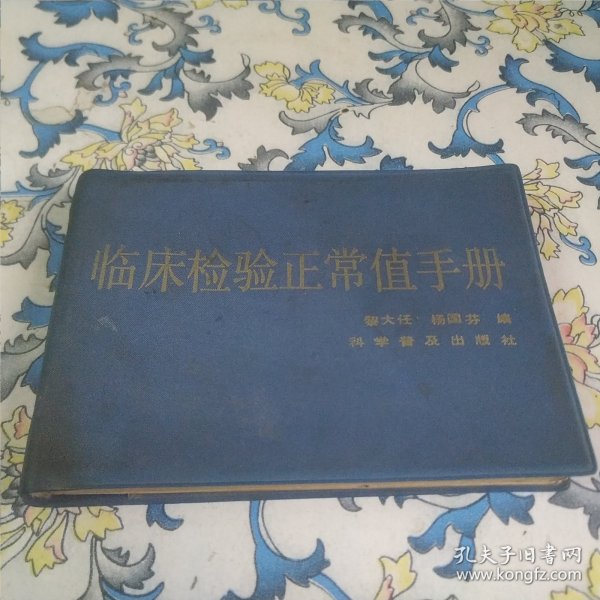 临床检验正常值手册
黎大任 杨国芬 编
科学普及出版社
孔夫子旧书网
www.kongfz.com